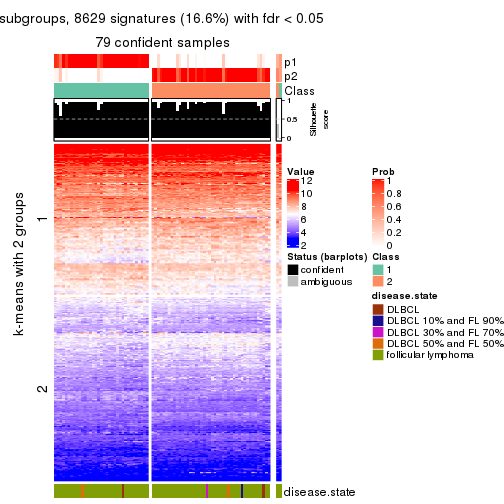 subgroups, 8629 signatures (16.6%) with fdr < 0.05
79 confident samples
p1
p2
Class
1
0.5
0
Silhouette
score
k-means with 2 groups
1
2
Value
12
10
8
6
4
2
Prob
1
0.8
0.6
0.4
0.2
0
Status (barplots)
confident
ambiguous
Class
1
2
disease.state
DLBCL
DLBCL 10% and FL 90%
DLBCL 30% and FL 70%
DLBCL 50% and FL 50%
follicular lymphoma
disease.state